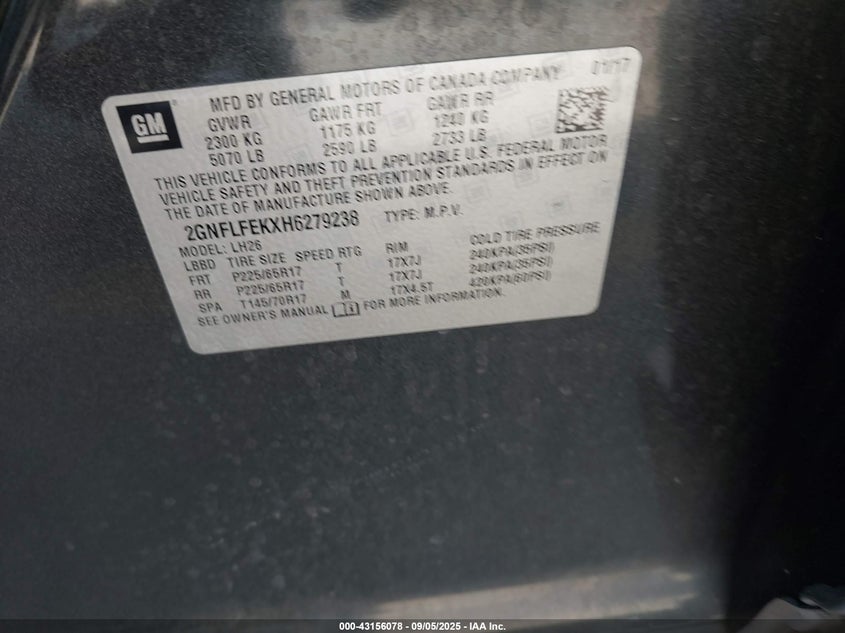 GM
MFD BY GENERAL MOTORS OF CANADA COMPANY 01/17
GVWR GAWR FRT GAWR RR
2300 KG 1175 KG 1240 KG
5070 LB 2590 LB 2733 LB
THIS VEHICLE CONFORMS TO ALL APPLICABLE U.S. FEDERAL MOTOR
VEHICLE SAFETY AND THEFT PREVENTION STANDARDS IN EFFECT ON
THE DATE OF MANUFACTURE SHOWN ABOVE.
2GNFLFEKXH6279238 TYPE: M.P.V.
MODEL: LH26
LBBD TIRE SIZE SPEED RTG RIM COLD TIRE PRESSURE
FRT P225/65R17 T 17X7J 240KPA(35PSI)
RR P225/65R17 T 17X7J 240KPA(35PSI)
SPA T145/70R17 M 17X4.5T 420KPA(60PSI)
SEE OWNER'S MANUAL FOR MORE INFORMATION.
000-43156078 - 09/05/2025 - IAA Inc.